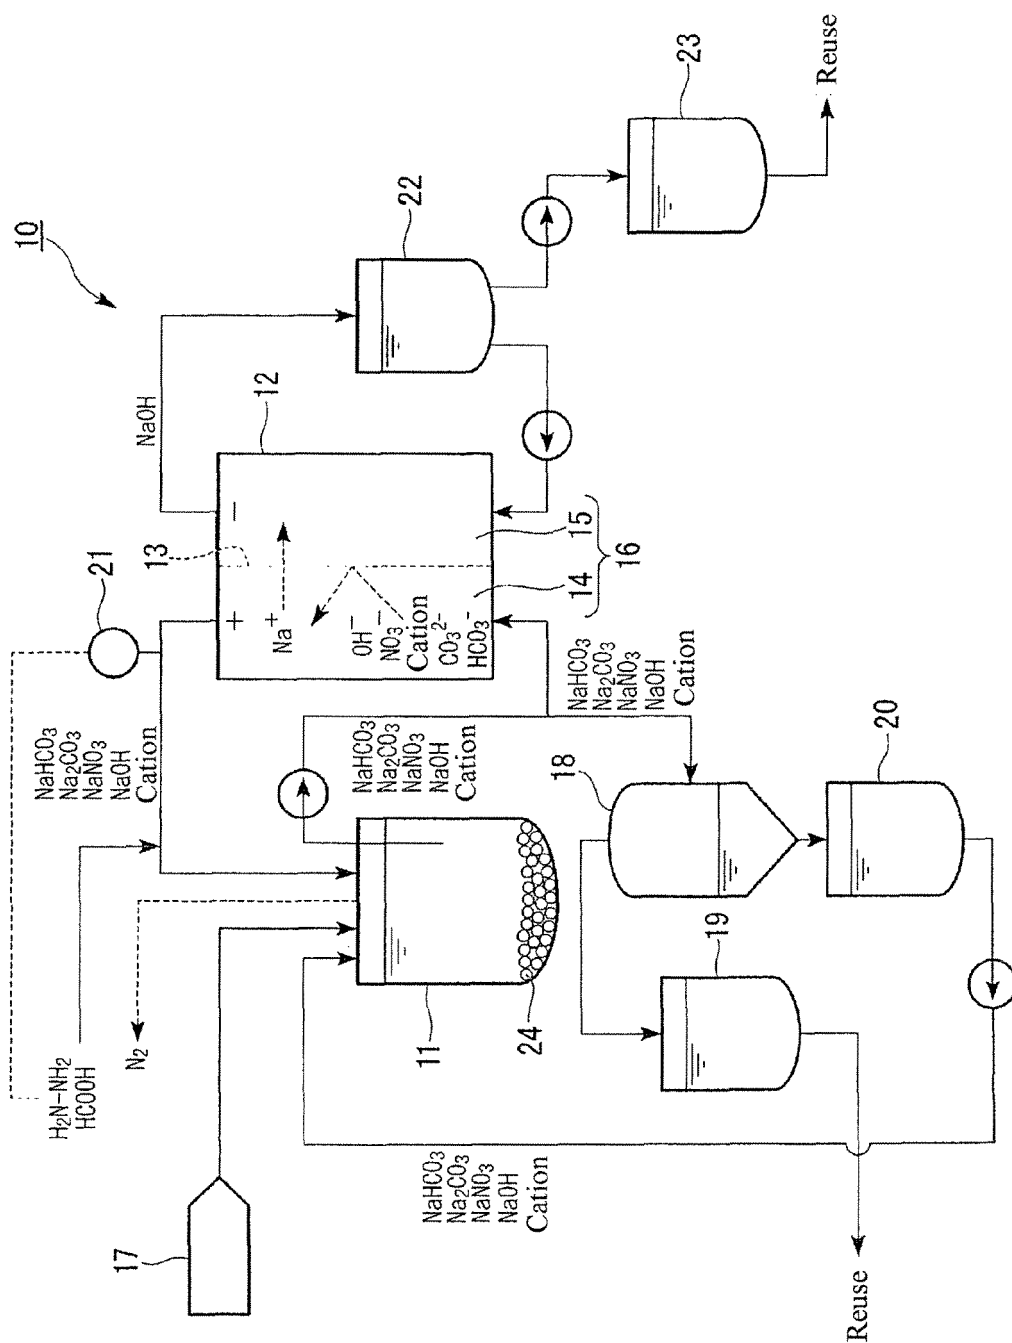 10
21
NaHCO3
Na2CO3
NaNO3
NaOH
Cation
H2N-NH2
HCOOH
N2
17
11
24
NaHCO3
Na2CO3
NaNO3
NaOH
Cation
+
−
13
Na+
OH−
NO3−
Cation
CO3 2−
HCO3−
14
15
16
12
NaOH
22
23
Reuse
NaHCO3
Na2CO3
NaNO3
NaOH
Cation
18
20
19
NaHCO3
Na2CO3
NaNO3
NaOH
Cation
Reuse